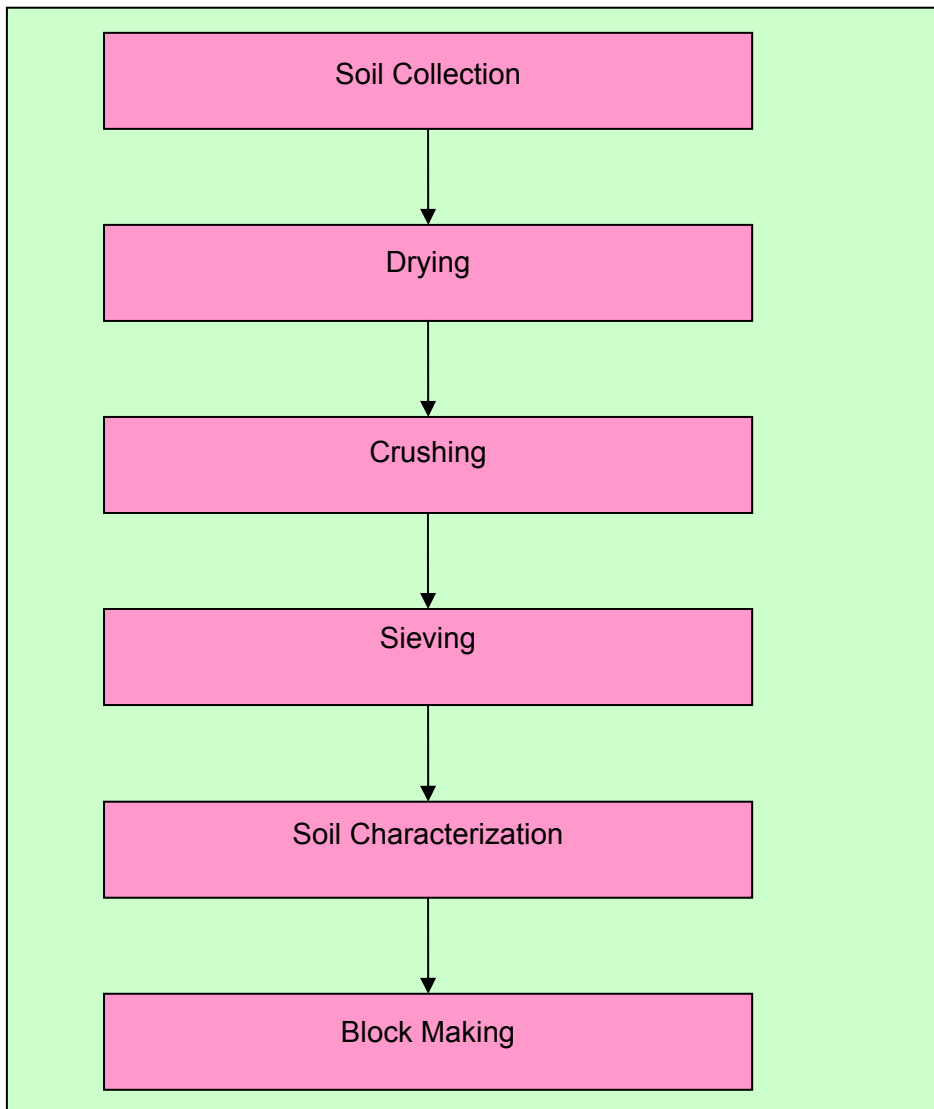 Soil Collection
Drying
Crushing
Sieving
Soil Characterization
Block Making